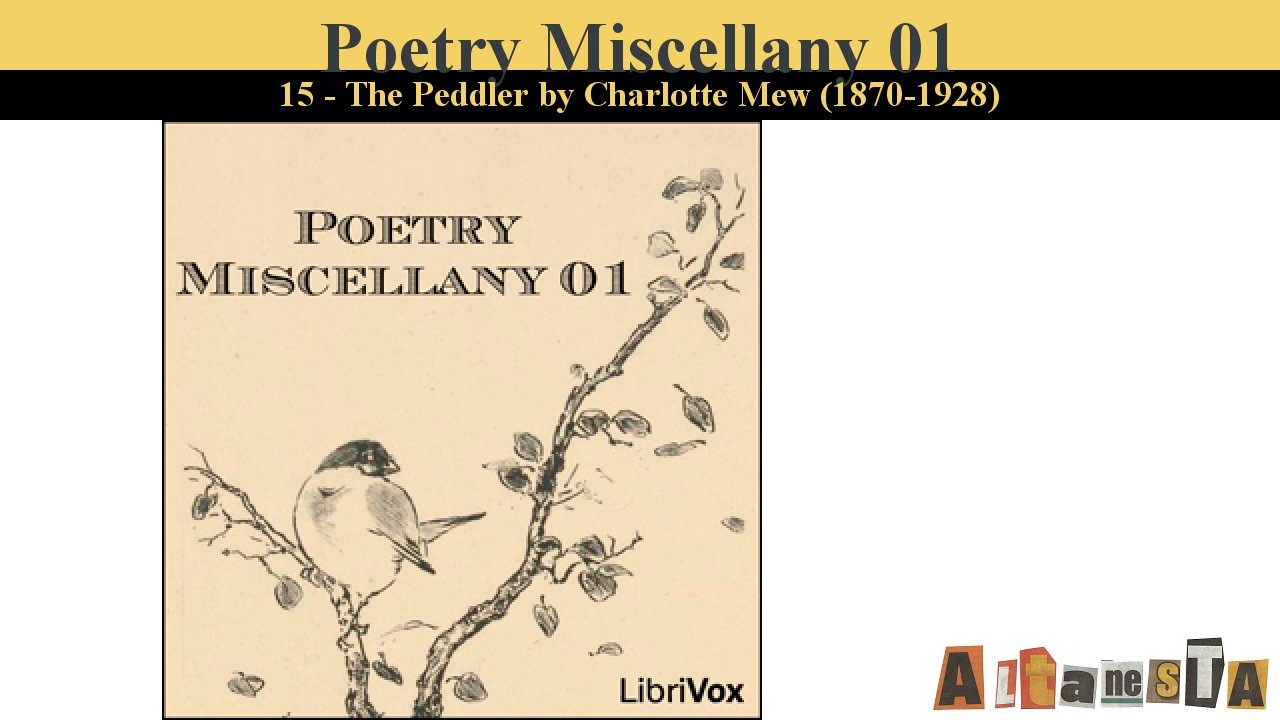 Poetry Miscellany 01
15 - The Peddler by Charlotte Mew (1870-1928)
POETRY
MISCELLANY 01
LibriVox
AltanesTA